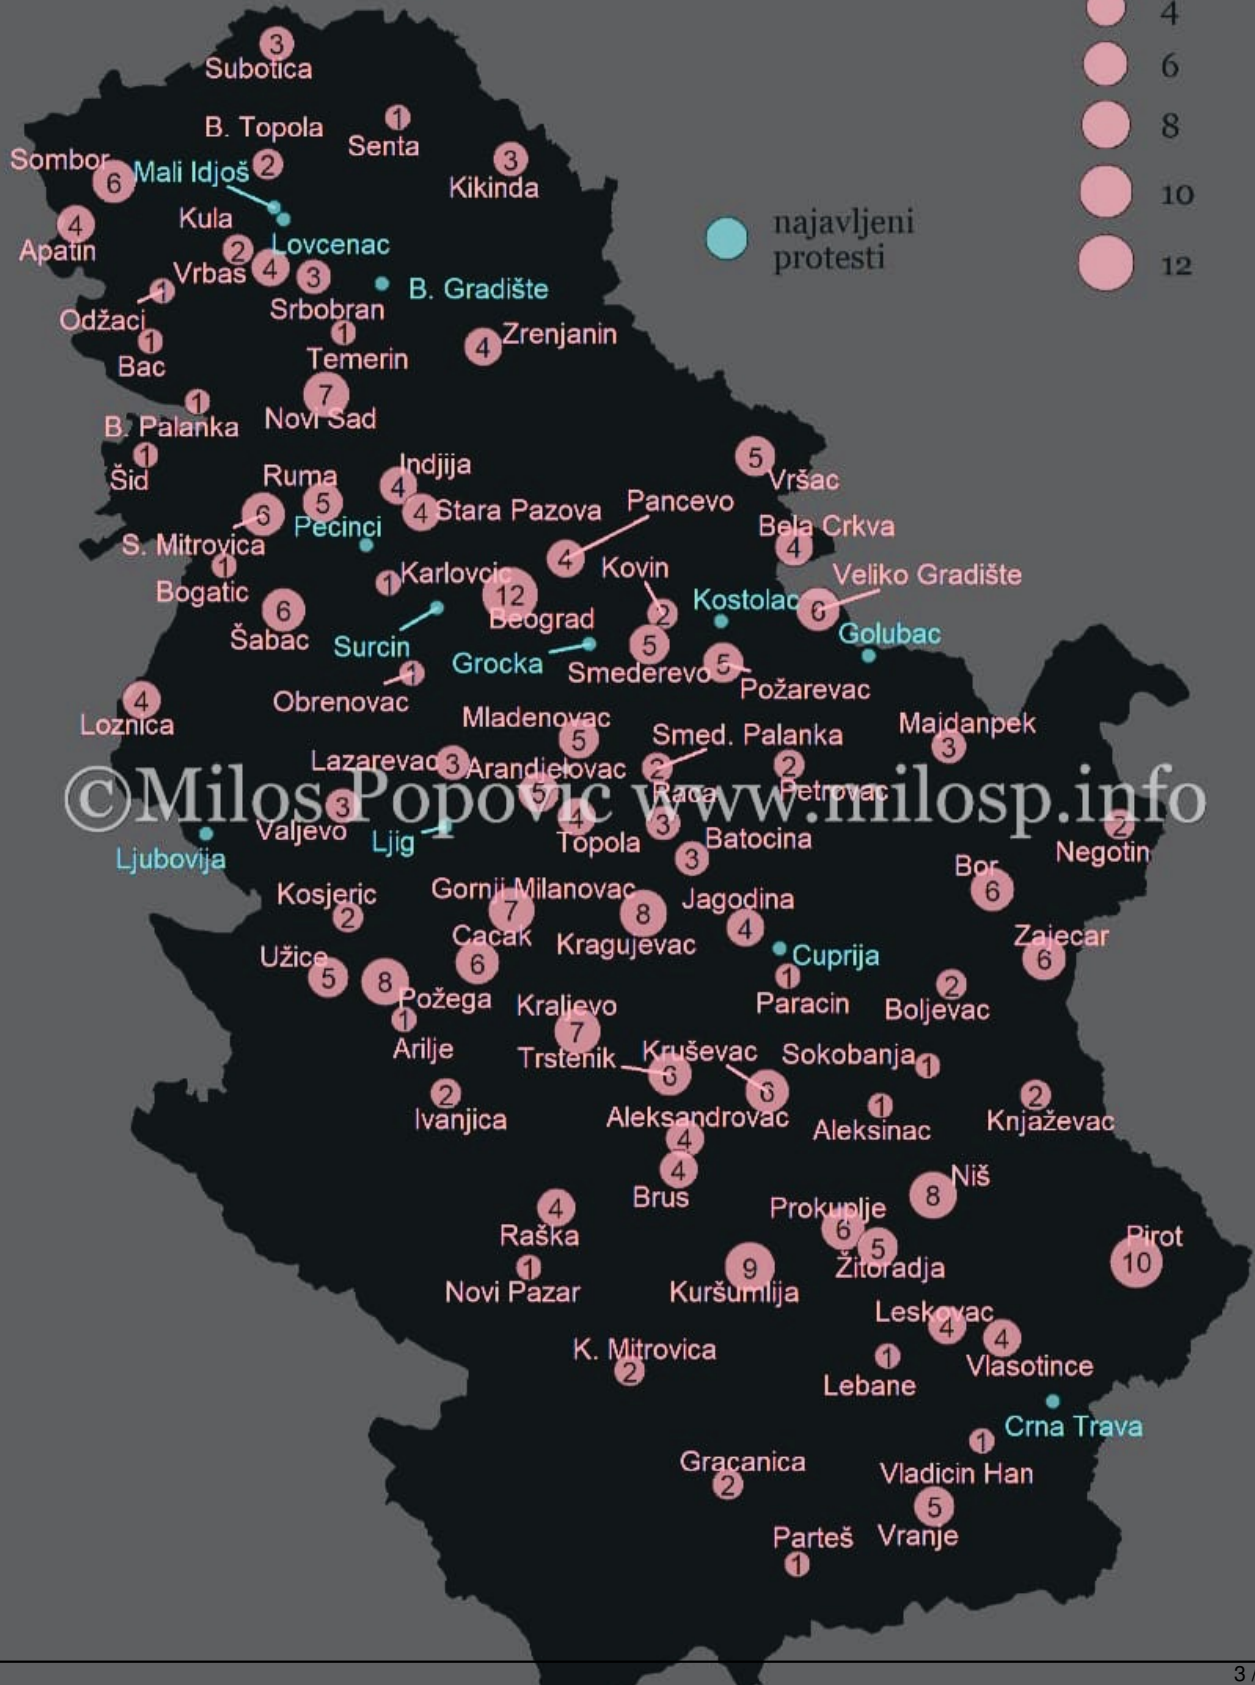 4
3
Subotica
6
B. Topola
1
Senta
8
Sombor
6
Mali Idjoš
2
3
Kikinda
10
4
Apatin
Kula
najavljeni
protesti
2
Lovcenac
12
Vrbas
4
3
1
B. Gradište
Odžaci
Srbobran
1
Bac
1
Temerin
4
Zrenjanin
7
Novi Sad
1
B. Palanka
1
Šid
Ruma
5
Indjija
4
5
Vršac
6
S. Mitrovica
Pecinci
4
Stara Pazova
Pancevo
4
Bela Crkva
4
1
Bogatic
1
Karlovcic
12
Beograd
Kovin
2
Kostolac
6
Veliko Gradište
6
Šabac
Surcin
Grocka
5
Smederevo
5
Požarevac
Golubac
1
Obrenovac
4
Loznica
Mladenovac
5
Smed. Palanka
2
2
Petrovac
Majdanpek
3
Lazarevac
3
Arandjelovac
5
©Milos Popovic www.milosp.info
3
Valjevo
Ljig
4
Topola
Raca
3
Batocina
3
2
Negotin
Ljubovija
Kosjeric
2
Gornji Milanovac
7
8
Kragujevac
Jagodina
4
Bor
6
Užice
5
8
Požega
Cacak
6
Cuprija
1
Paracin
Zajecar
6
2
Boljevac
1
Arilje
Kraljevo
7
Trstenik
6
Kruševac
6
Sokobanja
1
2
Ivanjica
Aleksandrovac
4
1
Aleksinac
2
Knjaževac
4
Brus
Niš
8
4
Raška
Prokuplje
6
5
Žitoradja
Pirot
10
1
Novi Pazar
9
Kuršumlija
Leskovac
4
4
Vlasotince
K. Mitrovica
2
1
Lebane
Crna Trava
1
Vladicin Han
Gracanica
2
5
Vranje
Parteš
1
3 /